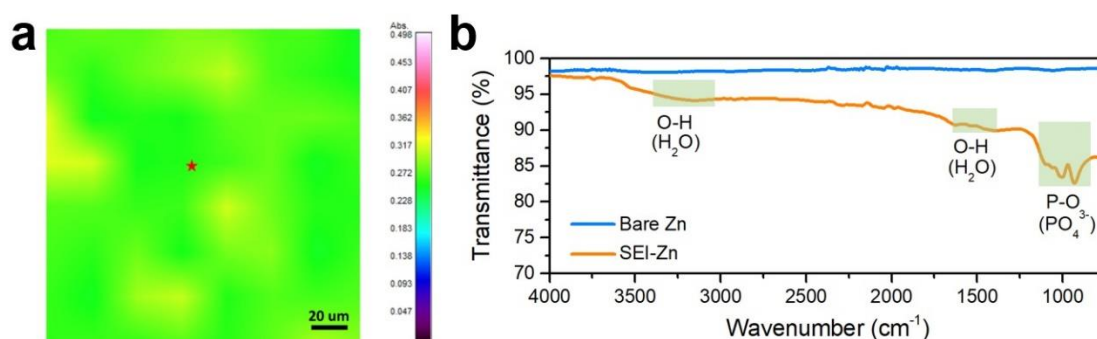 a
Abs.
0.498
0.453
0.407
0.362
0.317
0.272
0.228
0.183
0.138
0.093
0.047
20 um
b
Transmittance (%)
100
95
90
85
80
75
70
O-H
(H₂O)
O-H
(H₂O)
P-O
(PO₄³⁻)
Bare Zn
SEI-Zn
4000 3500 3000 2500 2000 1500 1000
Wavenumber (cm⁻¹)